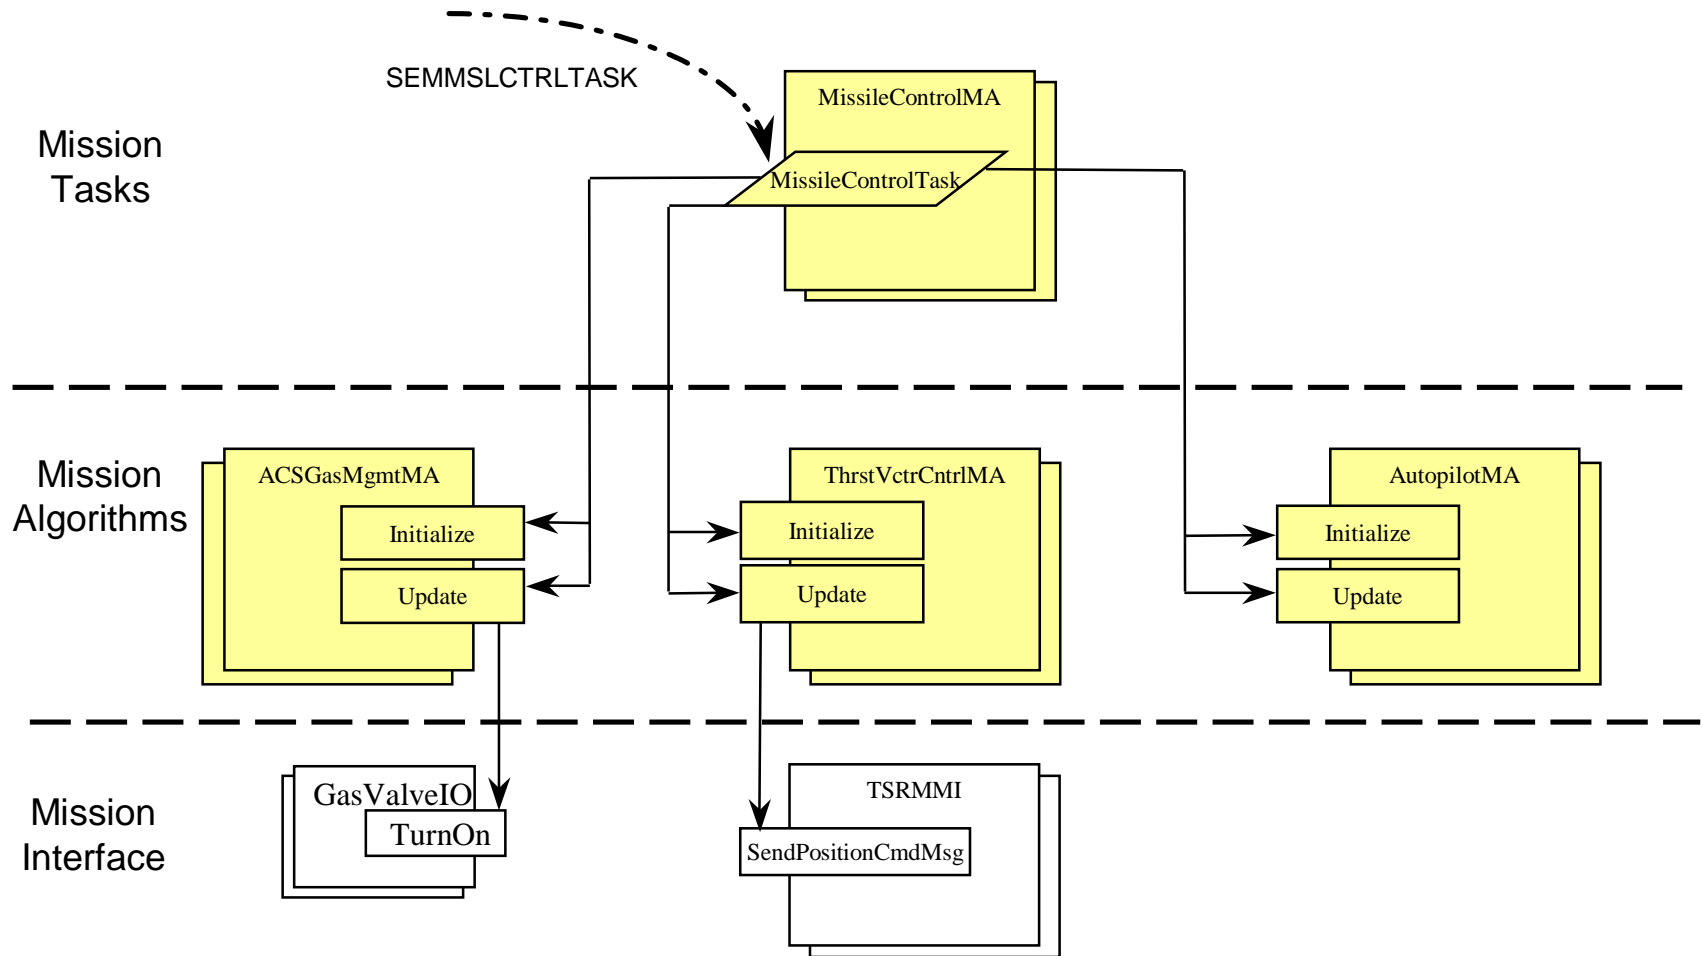 SEMMSLCTRLTASK
MissileControlMA
Mission
Tasks
MissileControlTask
Mission
Algorithms
ACSGasMgmtMA
Initialize
Update
ThrstVctrCntrlMA
Initialize
Update
AutopilotMA
Initialize
Update
Mission
Interface
GasValveIO
TurnOn
TSRMMI
SendPositionCmdMsg